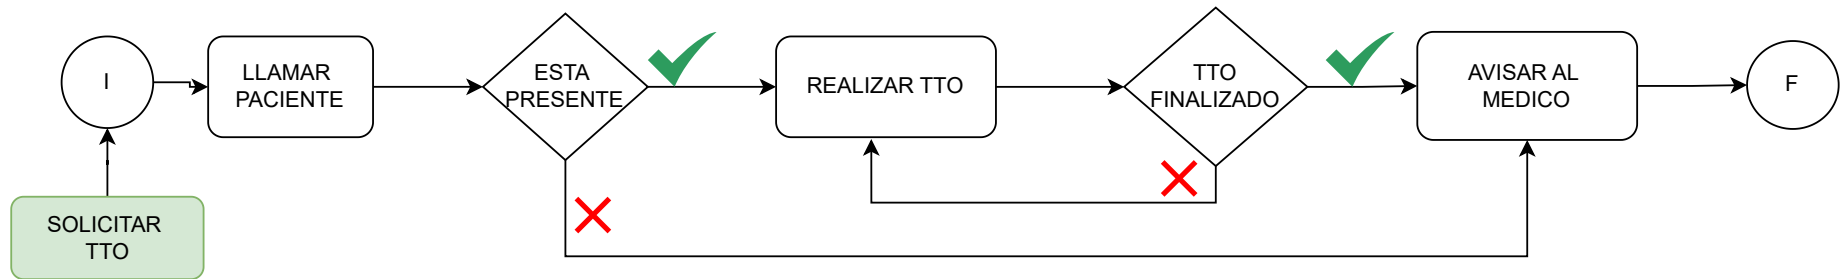 I
LLAMAR
PACIENTE
ESTA
PRESENTE
REALIZAR TTO
TTO
FINALIZADO
AVISAR AL
MEDICO
F
SOLICITAR
TTO